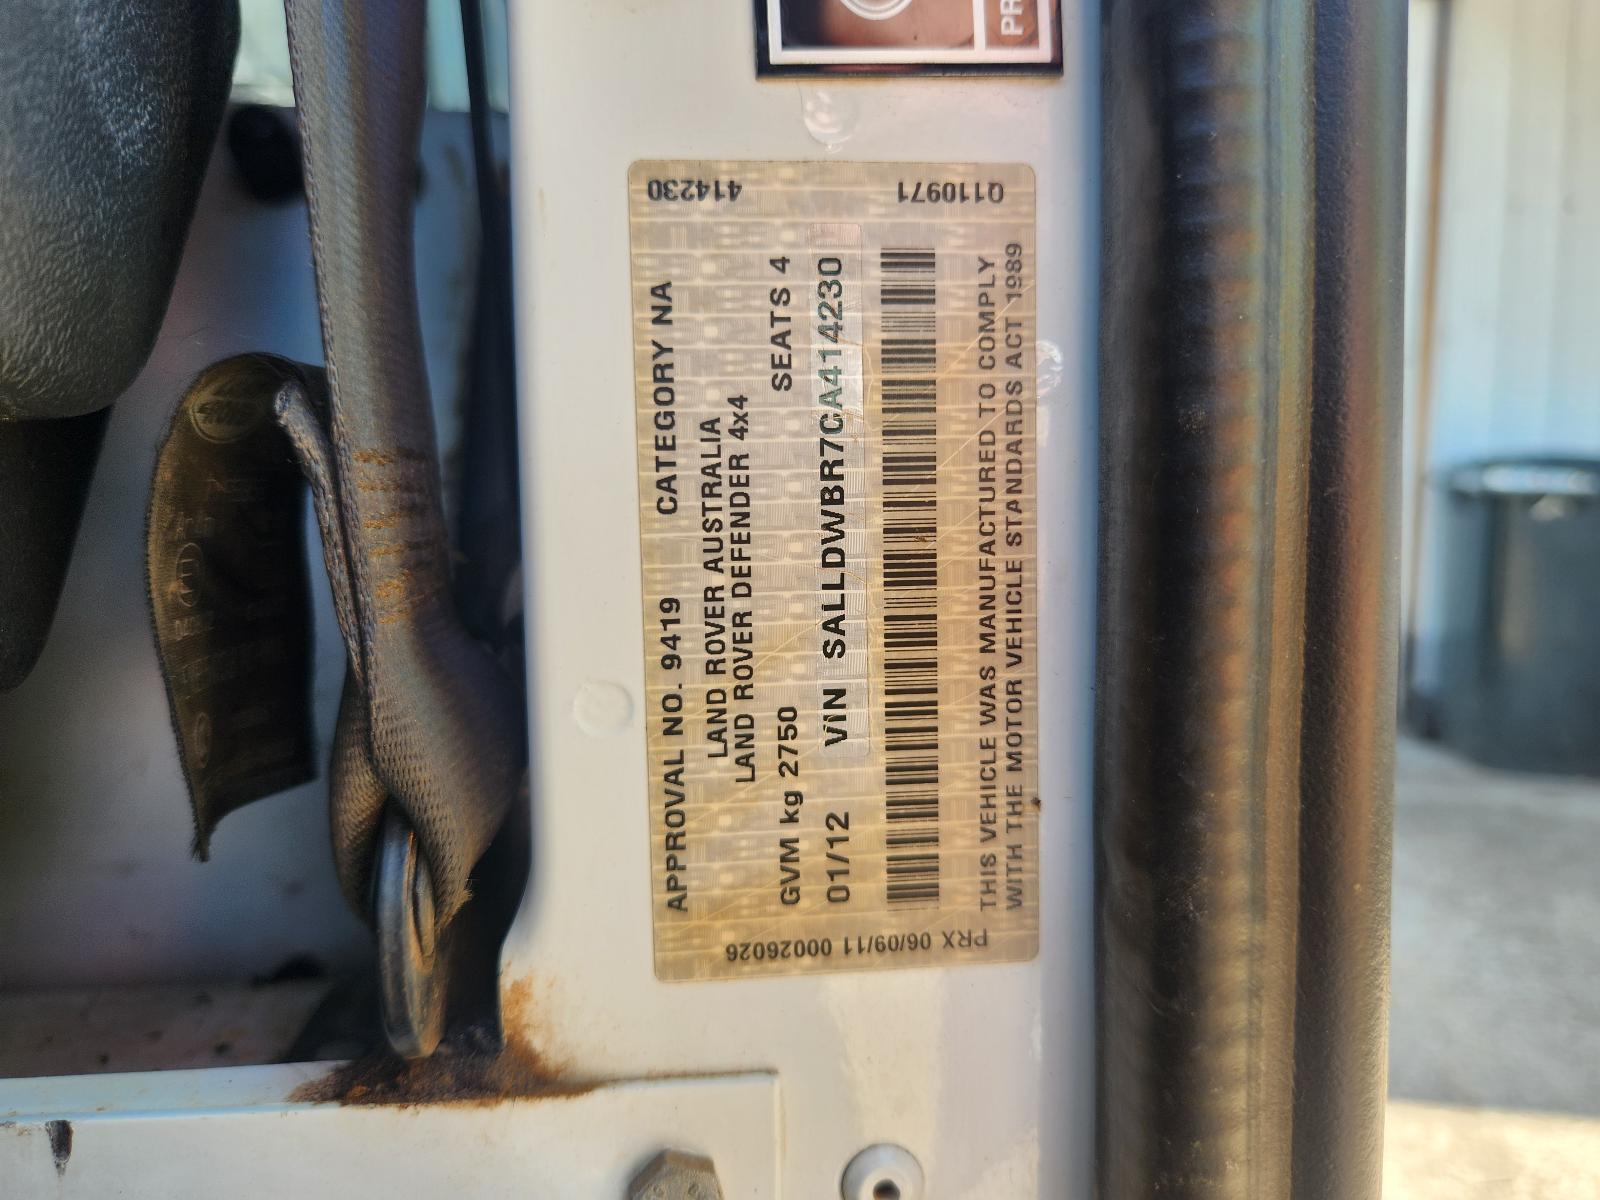 414230
Q110971
APPROVAL NO. 9419 CATEGORY NA
LAND ROVER AUSTRALIA
LAND ROVER DEFENDER 4x4
GVM kg 2750 SEATS 4
01/12 VIN SALLDWBR7CA414230
THIS VEHICLE WAS MANUFACTURED TO COMPLY
WITH THE MOTOR VEHICLE STANDARDS ACT 1989
PRX 06/09/11 00026026